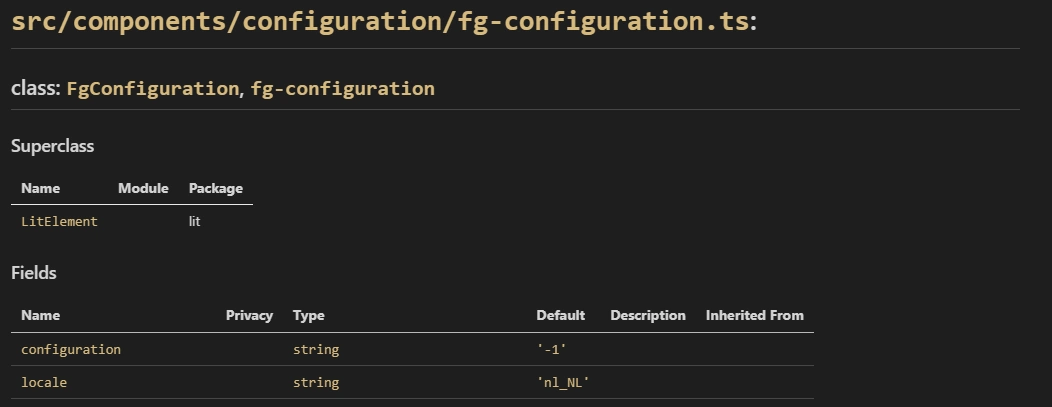 src/components/configuration/fg-configuration.ts:
class: FgConfiguration, fg-configuration
Superclass
Name Module Package
LitElement lit
Fields
Name Privacy Type Default Description Inherited From
configuration string '-1'
locale string 'nl_NL'